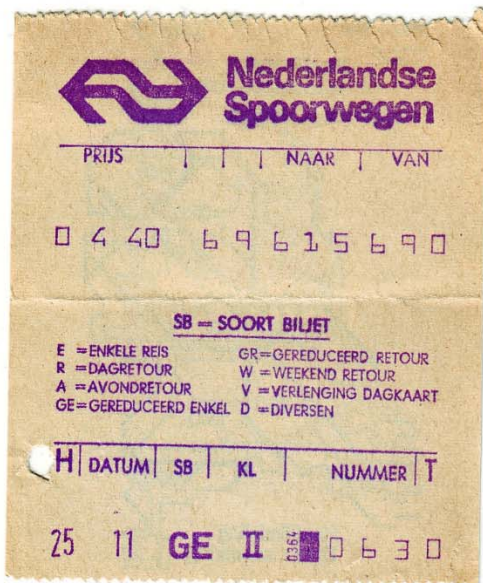 Nederlandse
Spoorwegen
PRIJS NAAR VAN
0 4 40 6 9 6 1 5 6 9 0
SB = SOORT BILJET
E =ENKELE REIS GR=GEREDUCEERD RETOUR
R =DAGRETOUR W =WEEKEND RETOUR
A =AVONDRETOUR V =VERLENGING DAGKAART
GE=GEREDUCEERD ENKEL D =DIVERSEN
H DATUM SB KL NUMMER T
25 11 GE II 0364 0 6 3 0